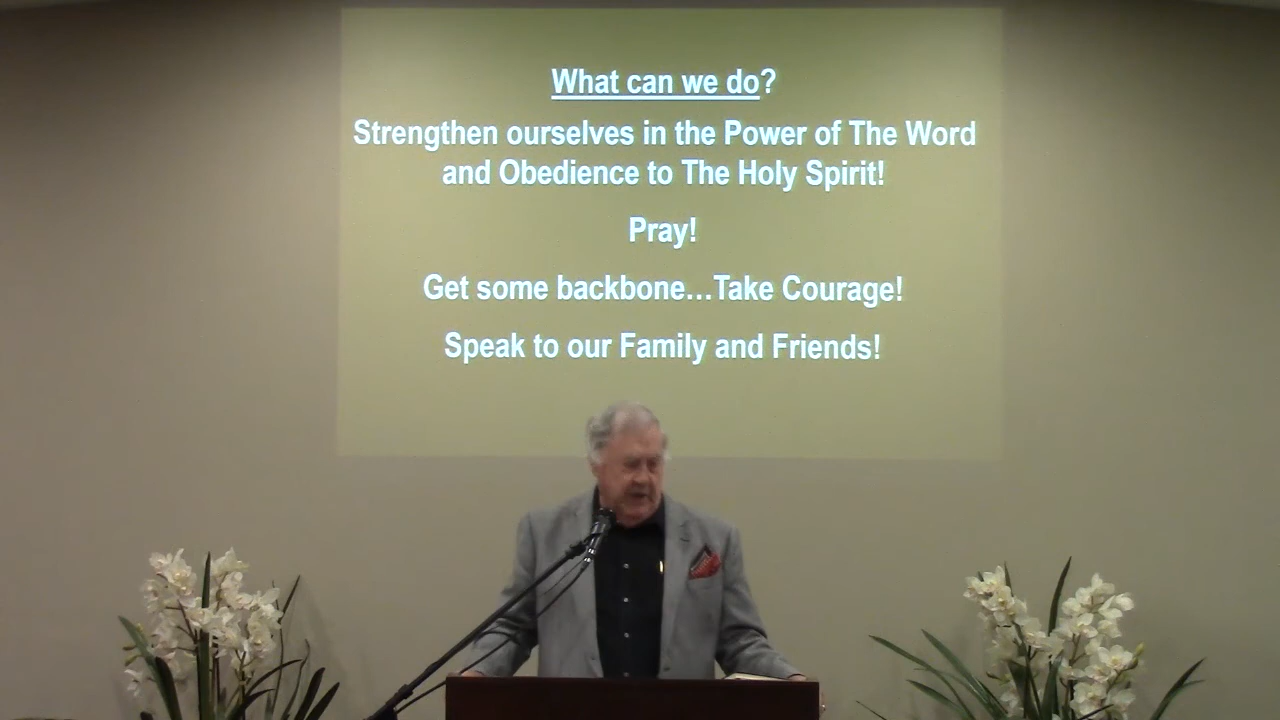 What can we do?
Strengthen ourselves in the Power of The Word
and Obedience to The Holy Spirit!
Pray!
Get some backbone...Take Courage!
Speak to our Family and Friends!